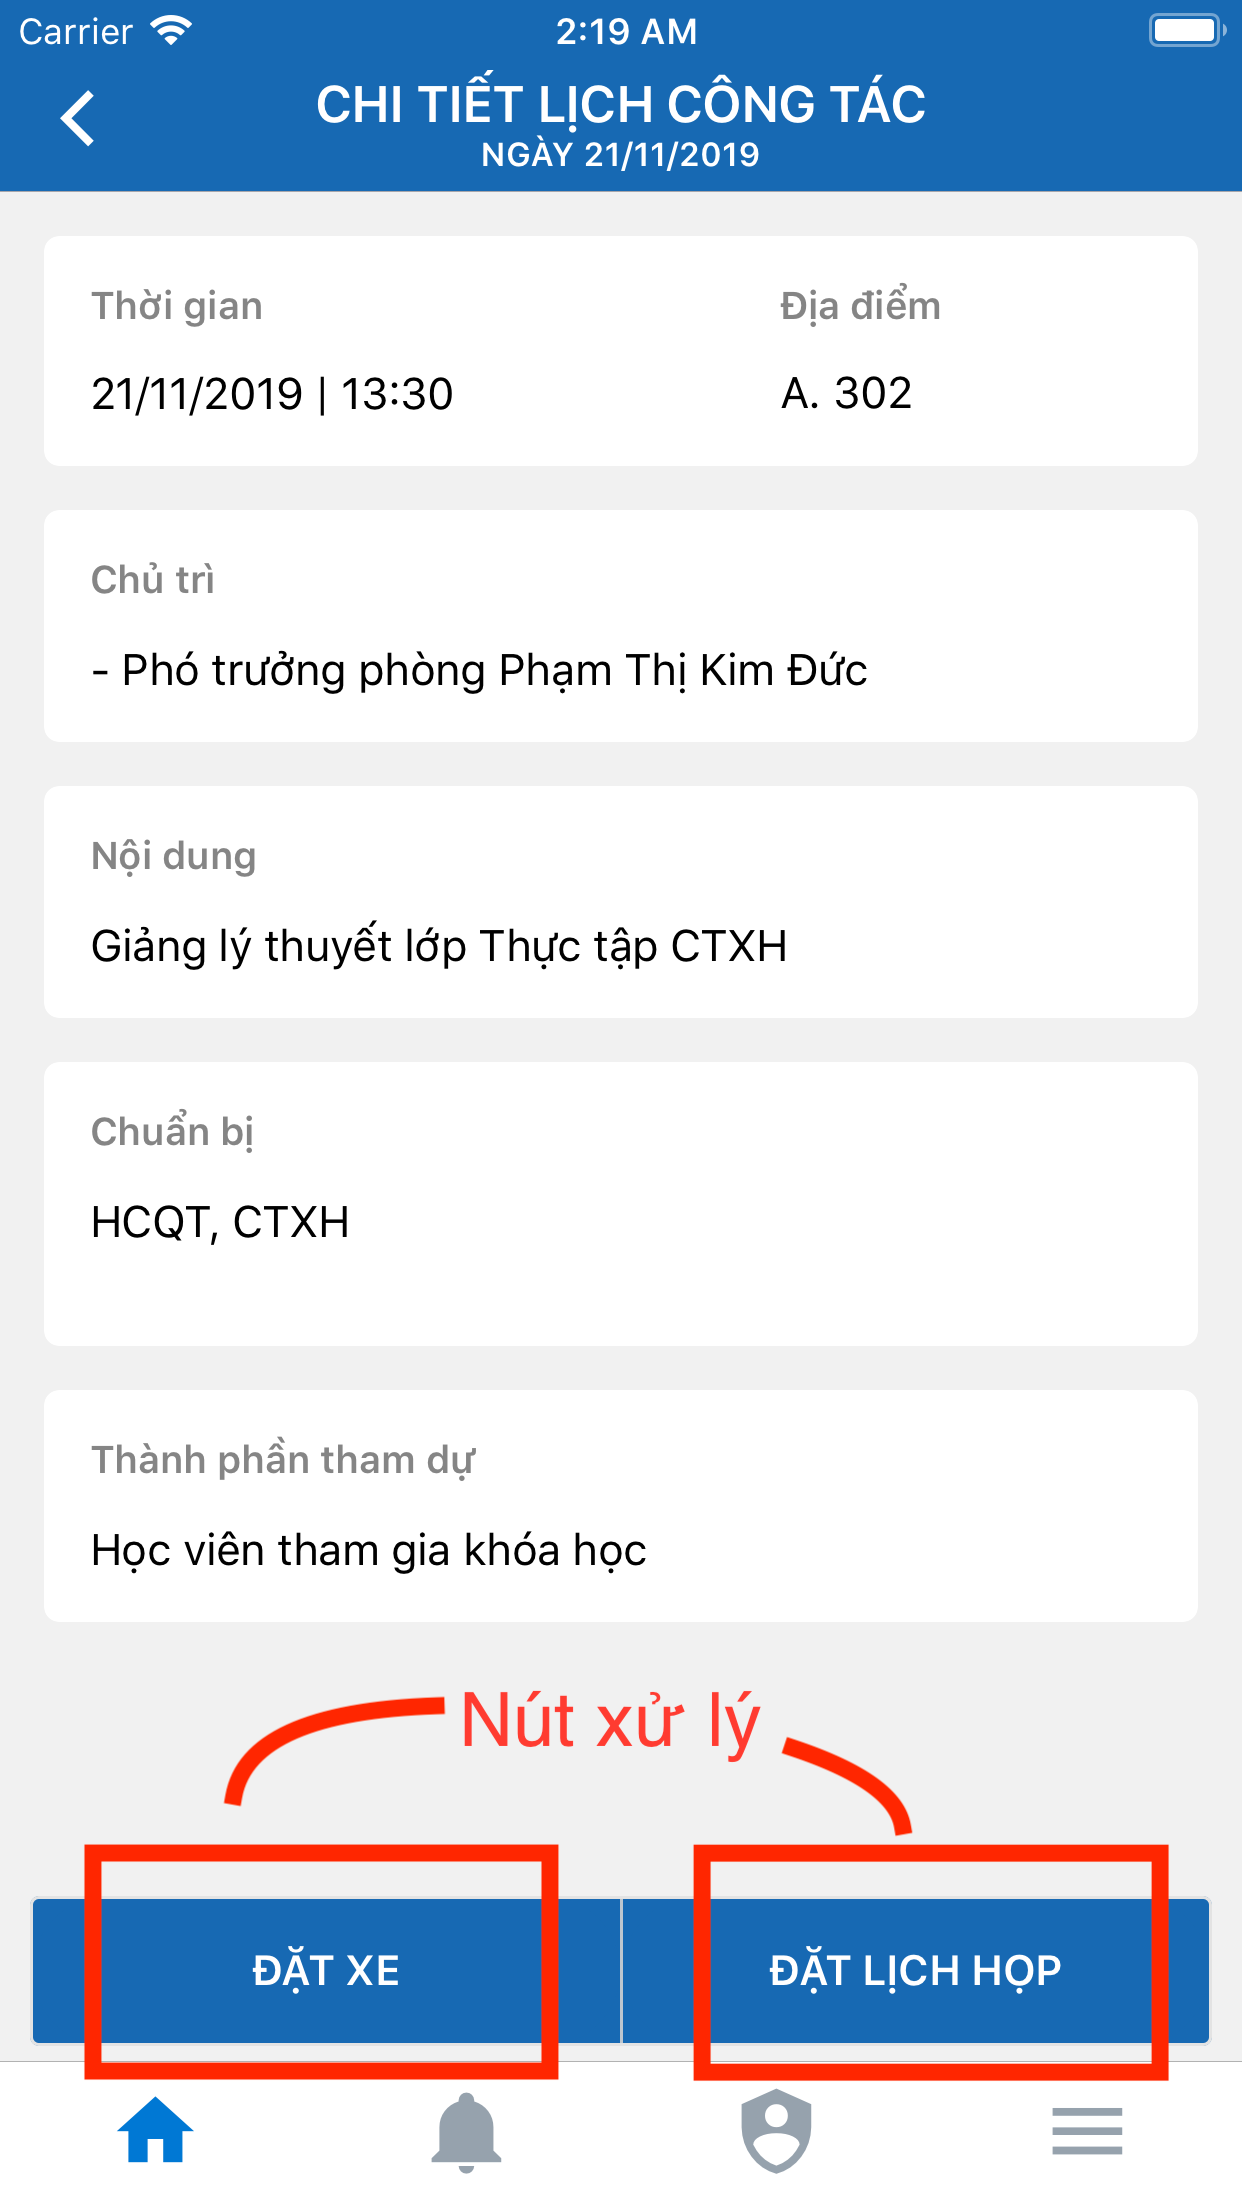 Carrier 2:19 AM
CHI TIẾT LỊCH CÔNG TÁC
NGÀY 21/11/2019
Thời gian Địa điểm
21/11/2019 | 13:30 A. 302
Chủ trì
- Phó trưởng phòng Phạm Thị Kim Đức
Nội dung
Giảng lý thuyết lớp Thực tập CTXH
Chuẩn bị
HCQT, CTXH
Thành phần tham dự
Học viên tham gia khóa học
Nút xử lý
ĐẶT XE ĐẶT LỊCH HỌP